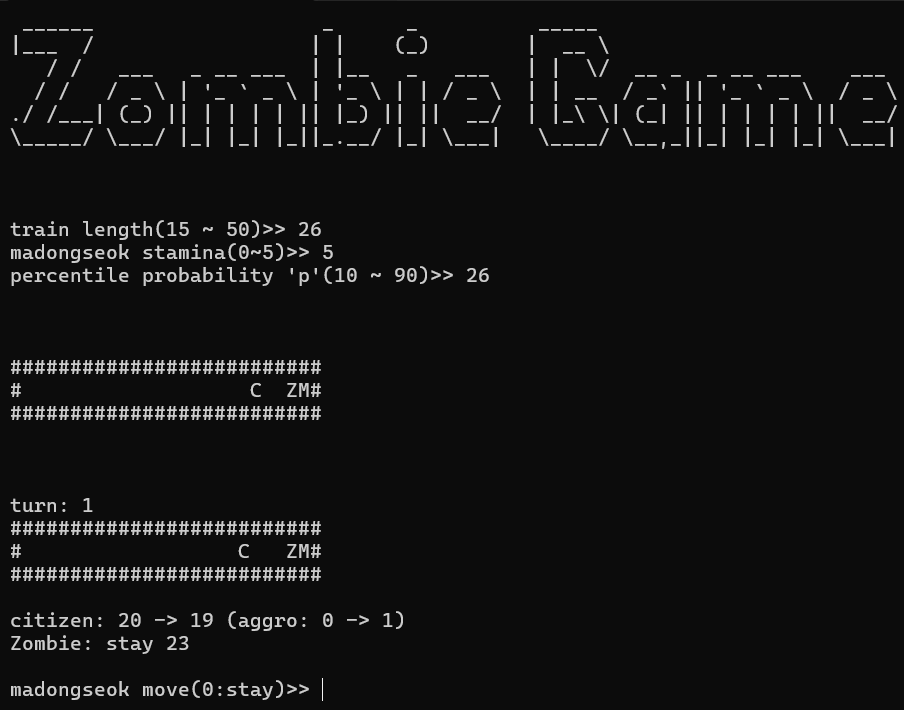 Zombie Game
train length(15 ~ 50)>> 26
madongseok stamina(0~5)>> 5
percentile probability 'p'(10 ~ 90)>> 26
##########################
#                   C  ZM#
##########################
turn: 1
##########################
#                  C   ZM#
##########################
citizen: 20 -> 19 (aggro: 0 -> 1)
Zombie: stay 23
madongseok move(0:stay)>>